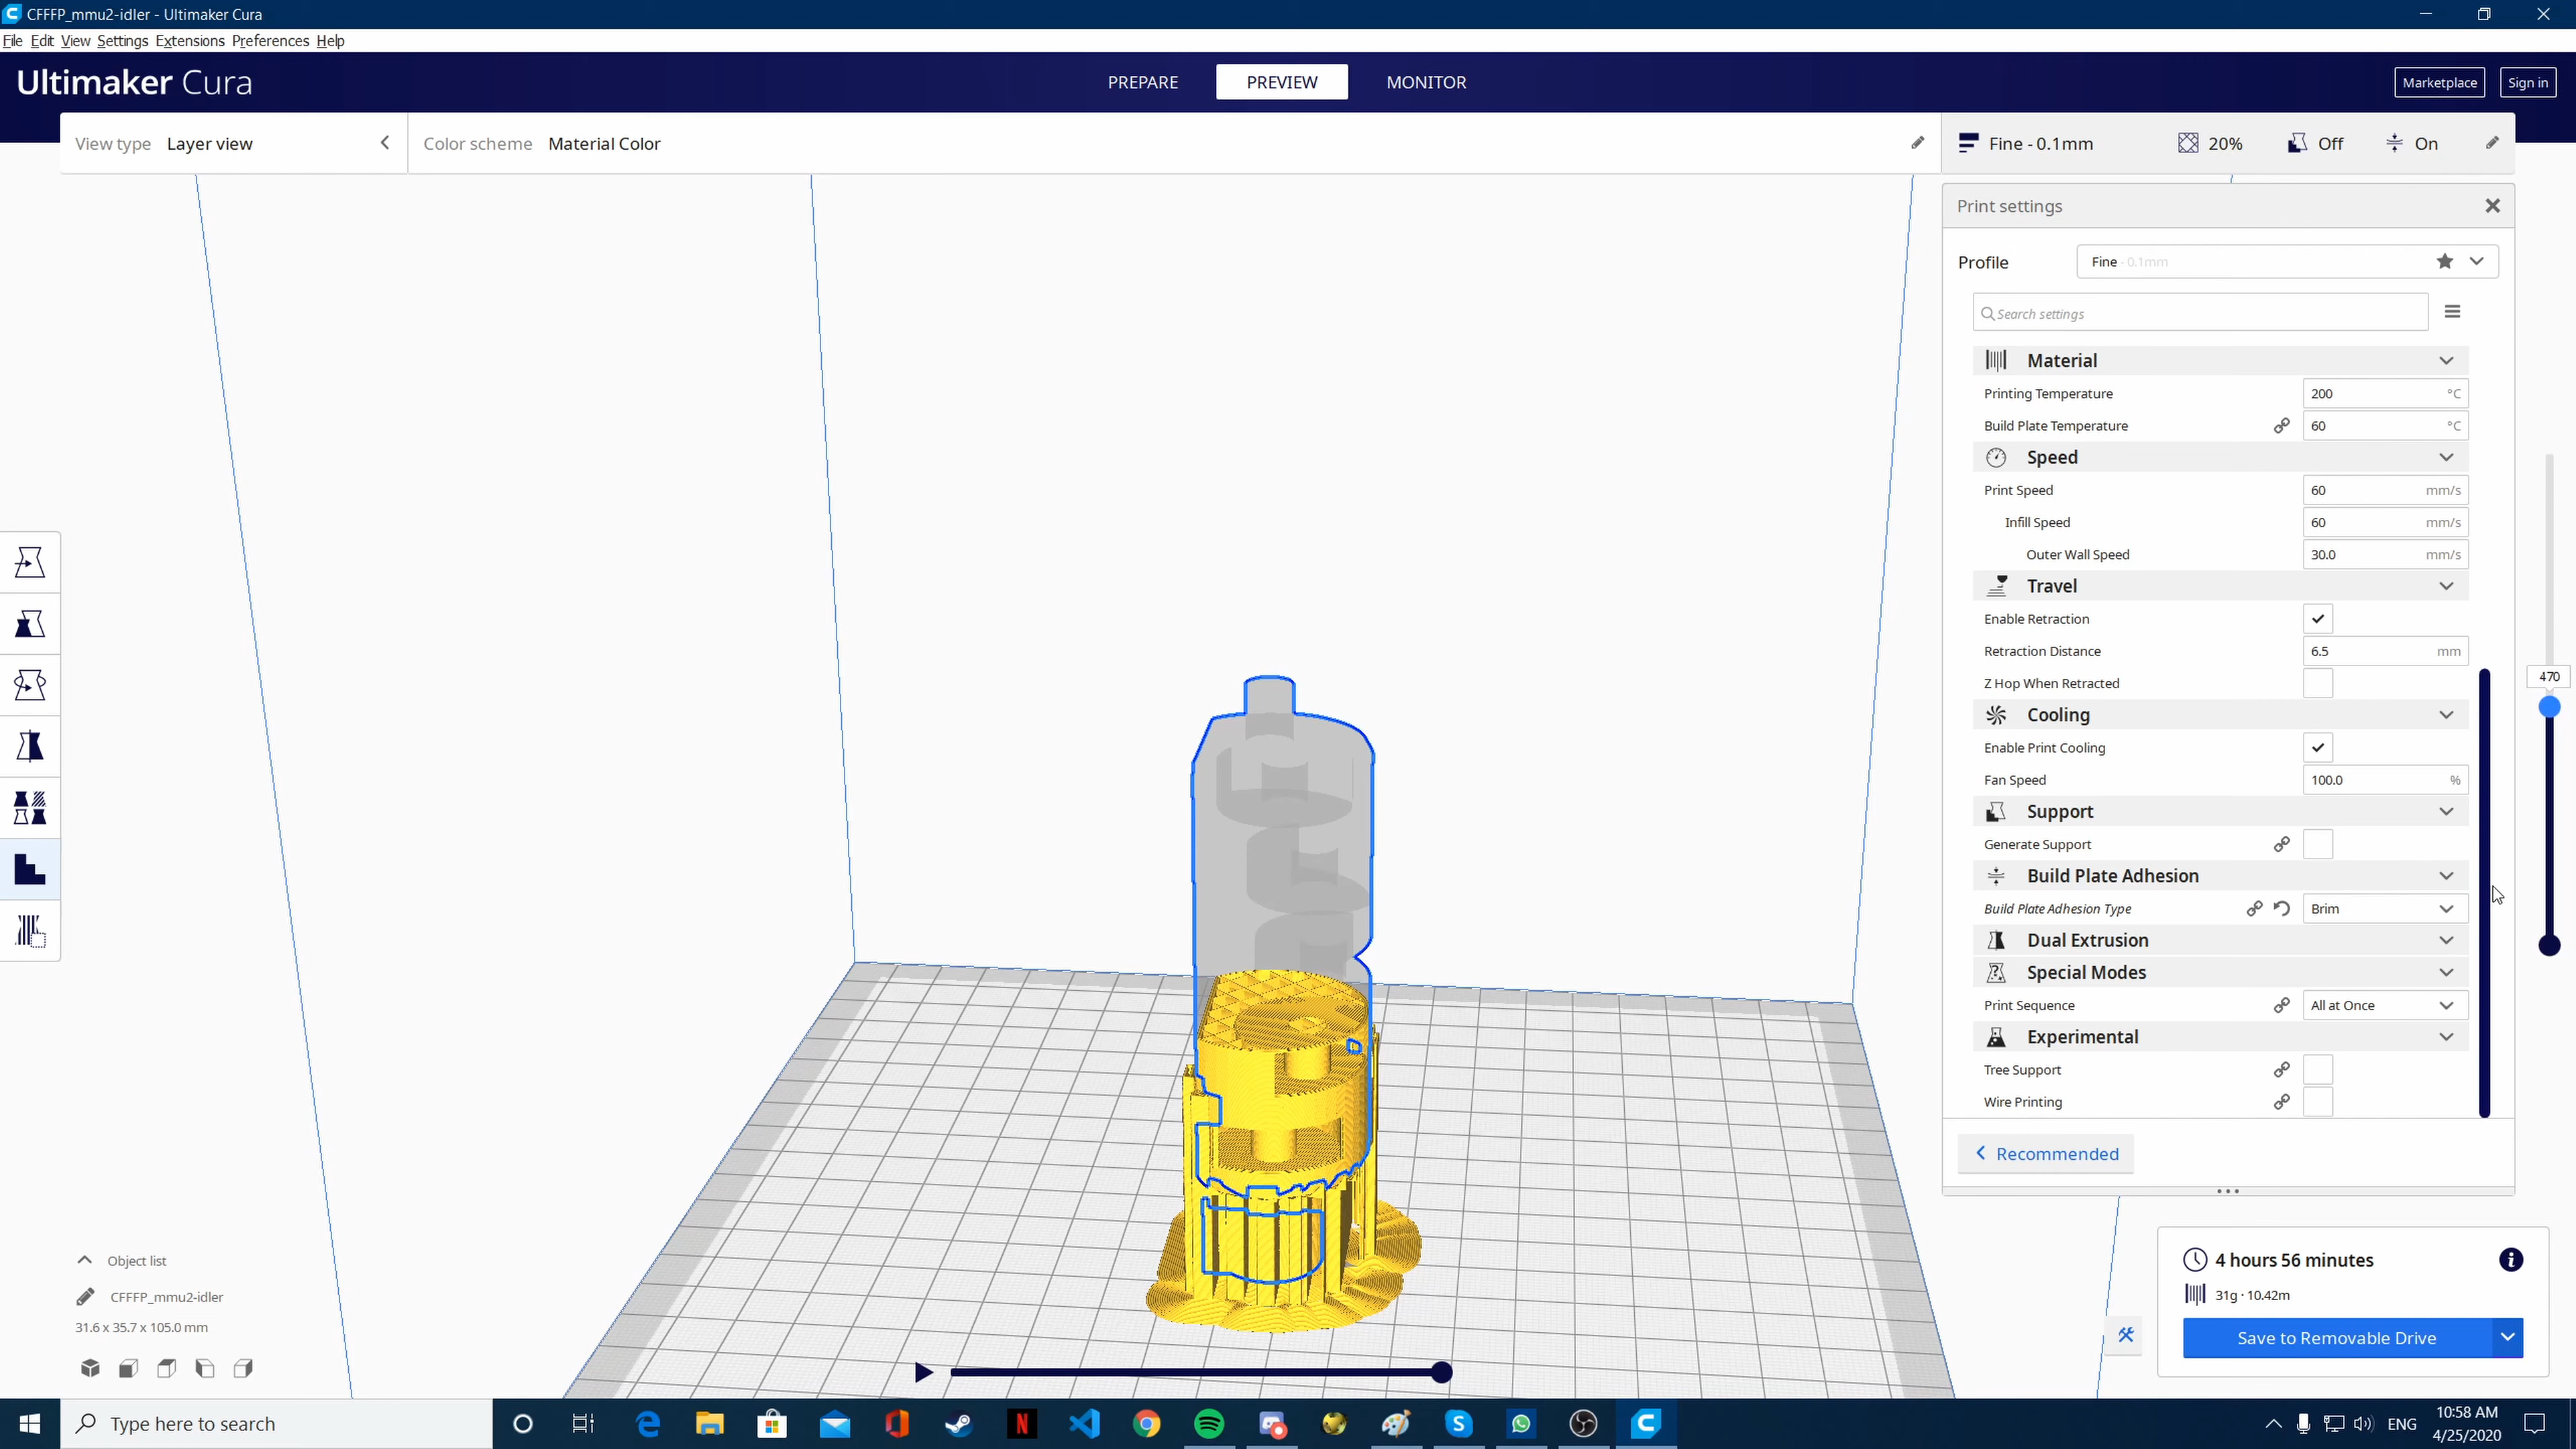 CFFFP_mmu2-idler - Ultimaker Cura
File Edit View Settings Extensions Preferences Help
Ultimaker Cura
PREPARE PREVIEW MONITOR
Marketplace Sign in
View type Layer view
Color scheme Material Color
Fine - 0.1mm 20% Off On
Print settings
Profile Fine - 0.1mm
Search settings
Material
Printing Temperature 200 °C
Build Plate Temperature 60 °C
Speed
Print Speed 60 mm/s
Infill Speed 60 mm/s
Outer Wall Speed 30.0 mm/s
Travel
Enable Retraction
Retraction Distance 6.5 mm
Z Hop When Retracted
470
Cooling
Enable Print Cooling
Fan Speed 100.0 %
Support
Generate Support
Build Plate Adhesion
Build Plate Adhesion Type Brim
Dual Extrusion
Special Modes
Print Sequence All at Once
Experimental
Tree Support
Wire Printing
Recommended
Object list
CFFFP_mmu2-idler
31.6 x 35.7 x 105.0 mm
4 hours 56 minutes
31g · 10.42m
Save to Removable Drive
Type here to search
ENG
10:58 AM
4/25/2020